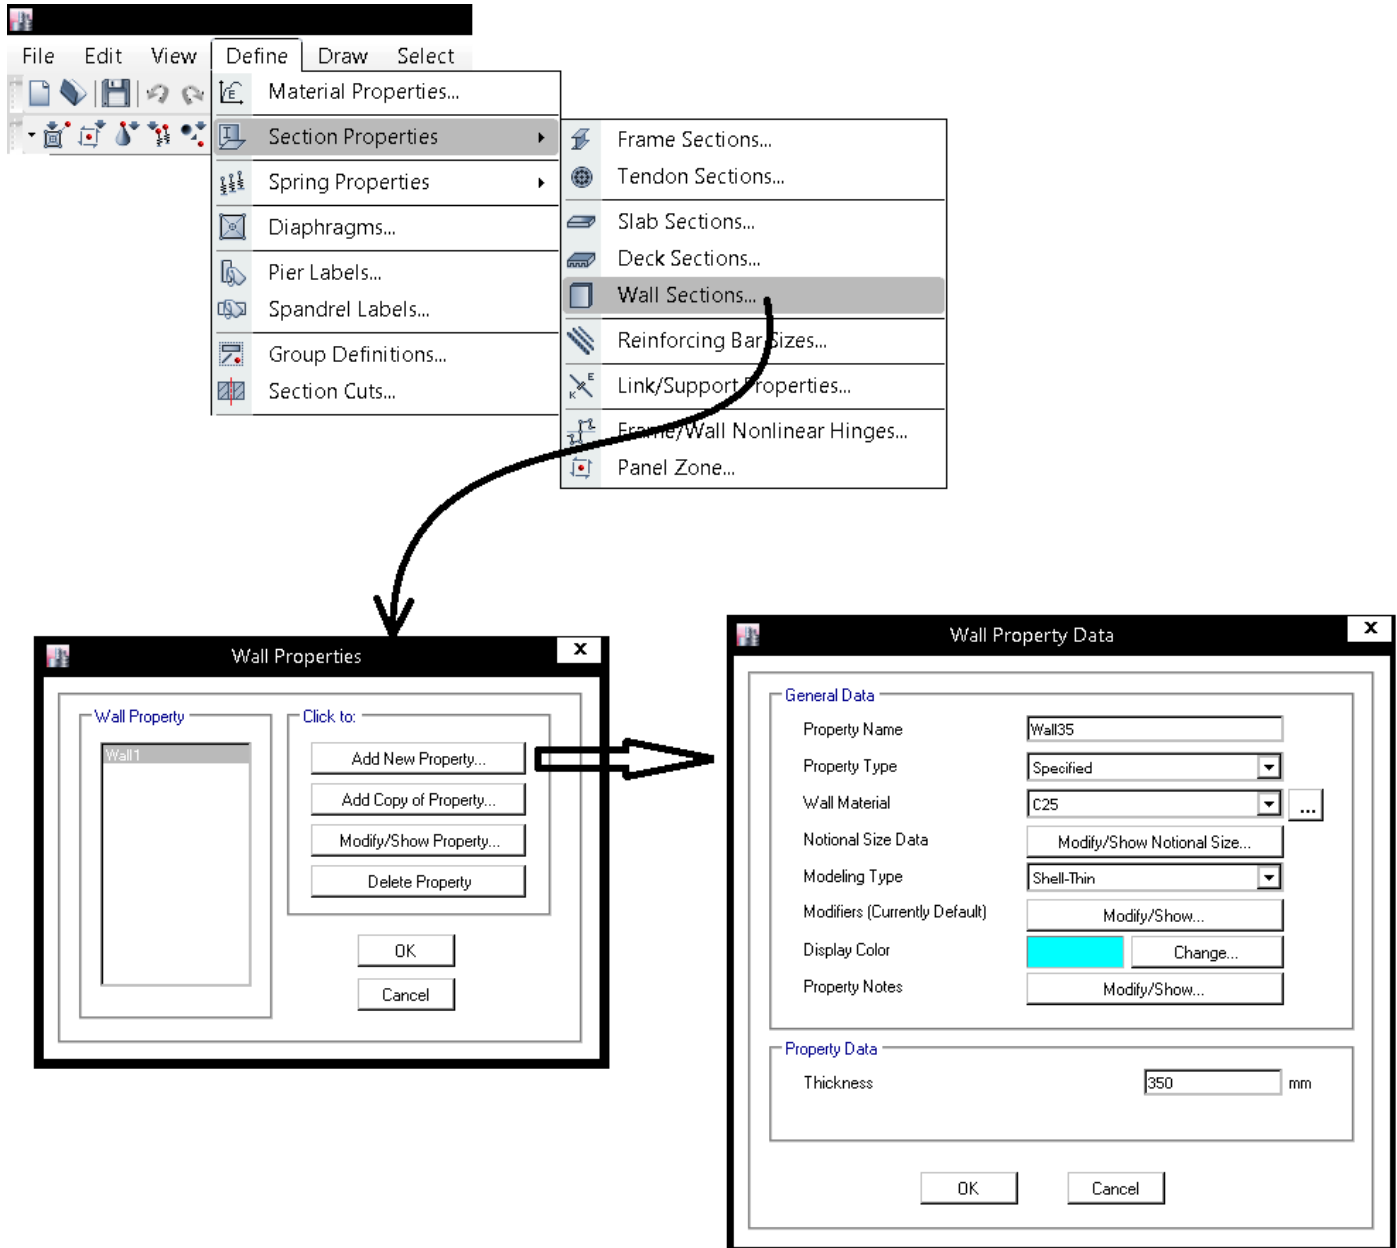 File Edit View Define Draw Select
Material Properties...
Section Properties
Spring Properties
Diaphragms...
Pier Labels...
Spandrel Labels...
Group Definitions...
Section Cuts...
Frame Sections...
Tendon Sections...
Slab Sections...
Deck Sections...
Wall Sections...
Reinforcing Bar Sizes...
Link/Support Properties...
Frame/Wall Nonlinear Hinges...
Panel Zone...
Wall Properties
x
Wall Property
Wall1
Click to:
Add New Property...
Add Copy of Property...
Modify/Show Property...
Delete Property
OK
Cancel
Wall Property Data
x
General Data
Property Name Wall35
Property Type Specified
Wall Material C25 ...
Notional Size Data Modify/Show Notional Size...
Modeling Type Shell-Thin
Modifiers (Currently Default) Modify/Show...
Display Color Change...
Property Notes Modify/Show...
Property Data
Thickness 350 mm
OK Cancel